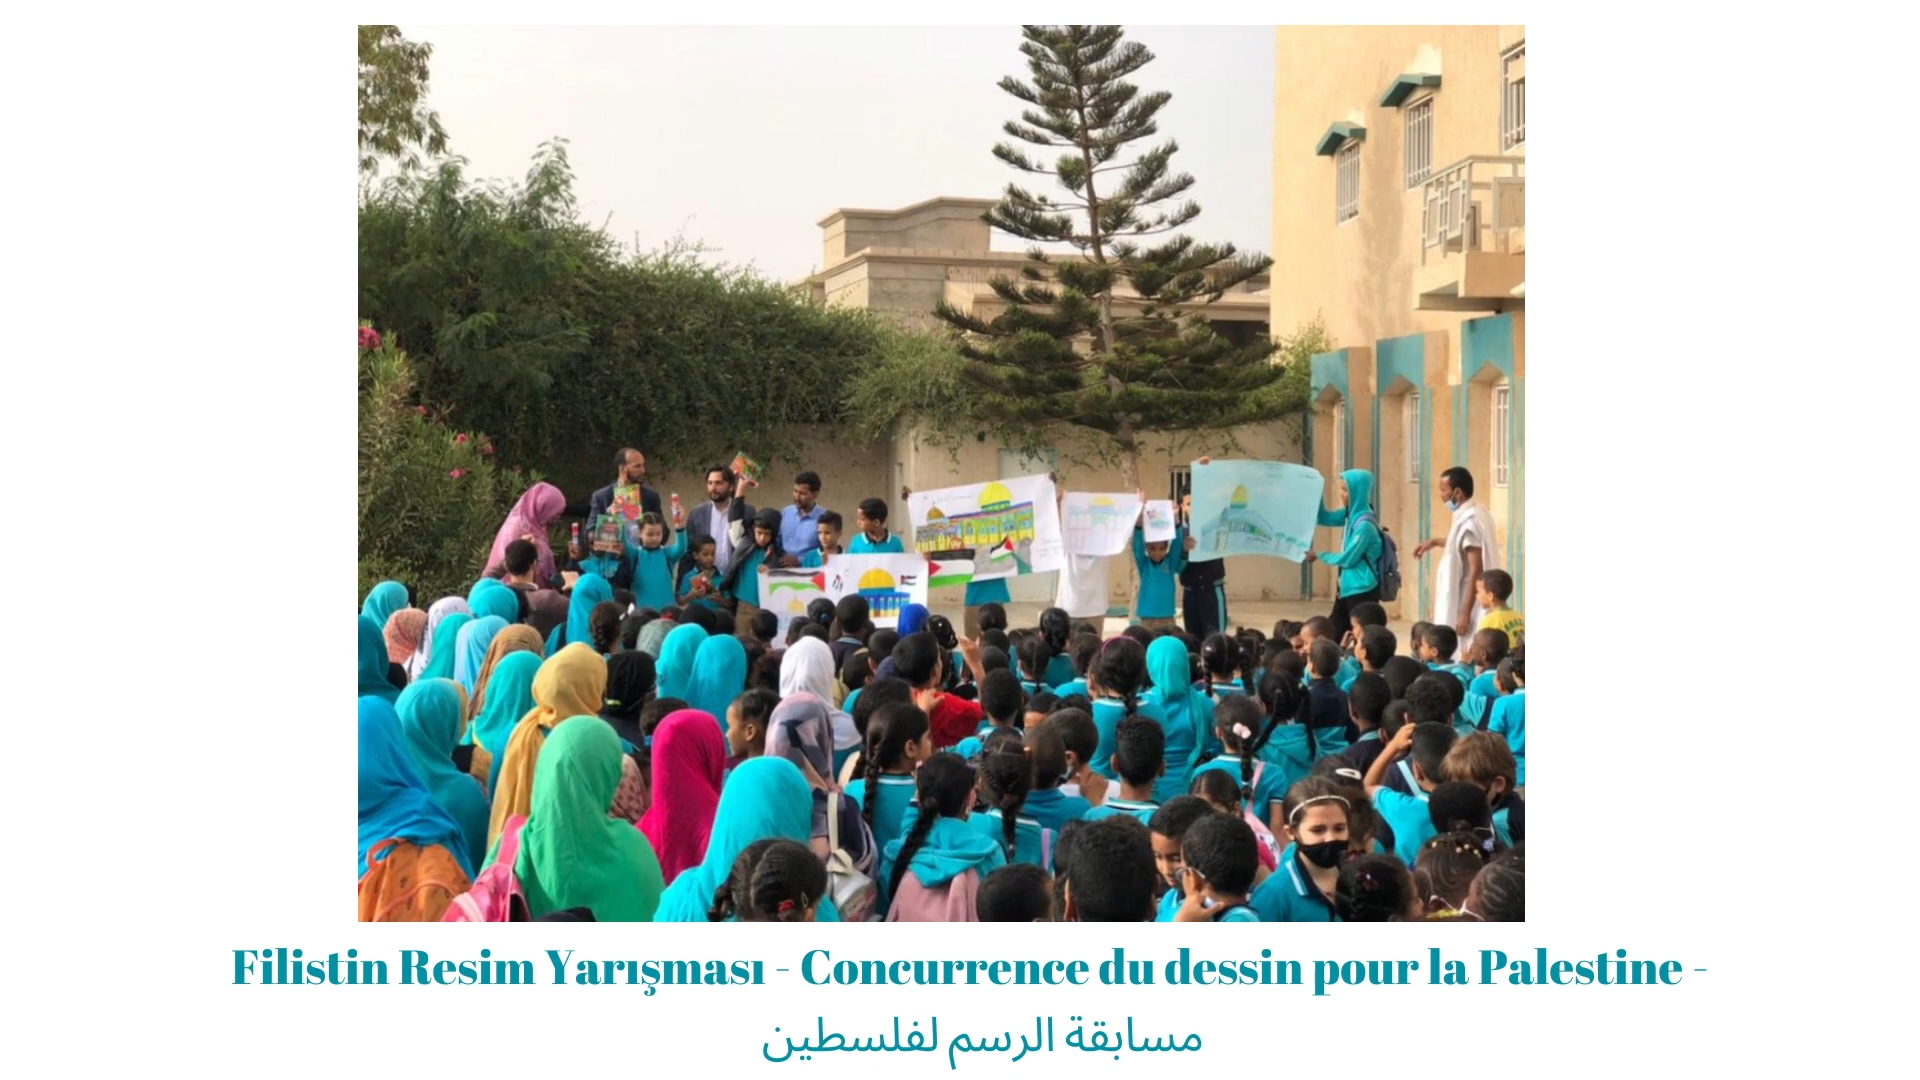 Filistin Resim Yarışması - Concurrence du dessin pour la Palestine -
مسابقة الرسم لفلسطين